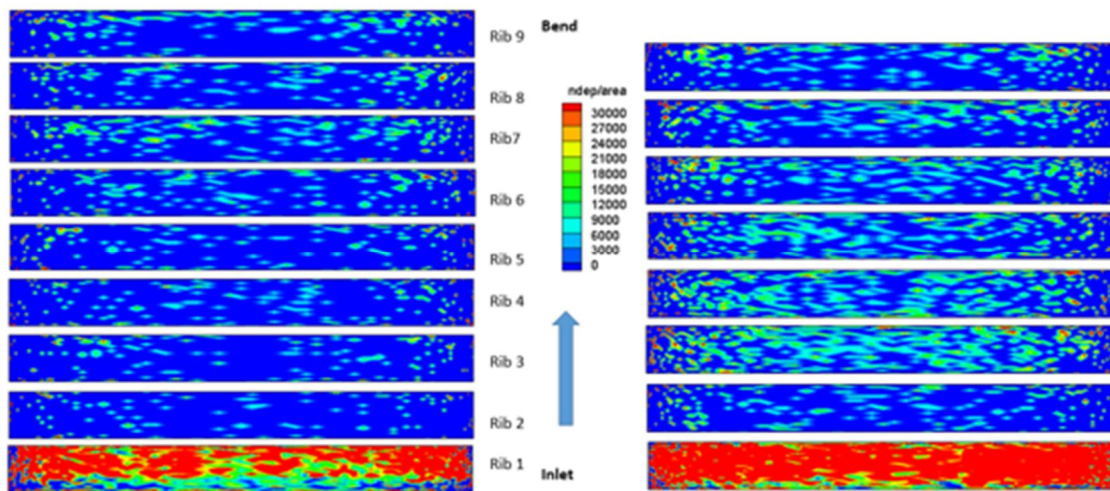 Rib 9
Bend
Rib 8
ndep/area
30000
27000
24000
21000
18000
15000
12000
9000
6000
3000
0
Rib7
Rib 6
Rib 5
Rib 4
Rib 3
Rib 2
Rib 1
Inlet